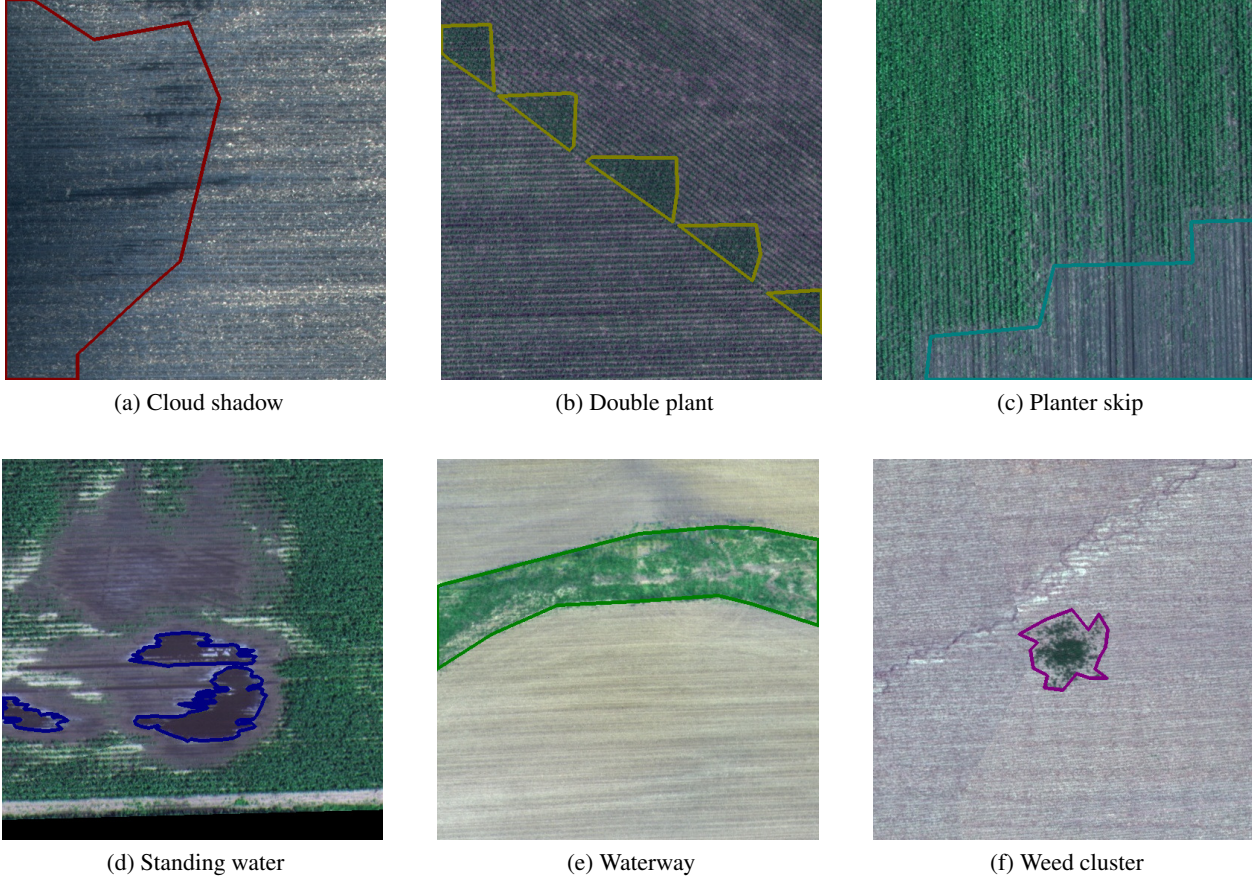 (a) Cloud shadow
(b) Double plant
(c) Planter skip
(d) Standing water
(e) Waterway
(f) Weed cluster